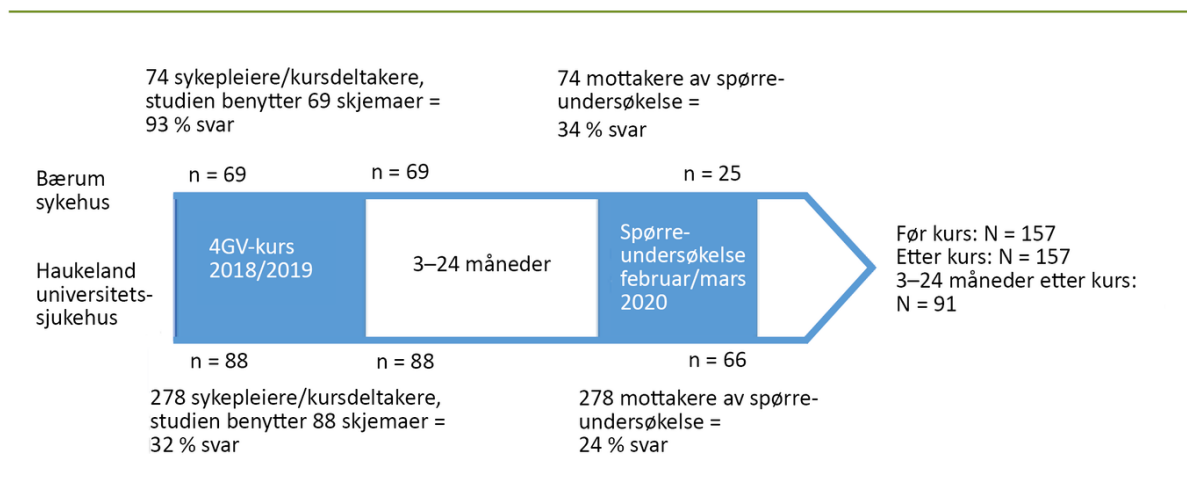 74 sykepleiere/kursdeltakere,
studien benytter 69 skjemaer =
93 % svar
74 mottakere av spørre-
undersøkelse =
34 % svar
Bærum
sykehus
n = 69
n = 69
n = 25
4GV-kurs
2018/2019
3–24 måneder
Spørre-
undersøkelse
februar/mars
2020
Haukeland
universitets-
sjukehus
Før kurs: N = 157
Etter kurs: N = 157
3–24 måneder etter kurs:
N = 91
n = 88
n = 88
n = 66
278 sykepleiere/kursdeltakere,
studien benytter 88 skjemaer =
32 % svar
278 mottakere av spørre-
undersøkelse =
24 % svar